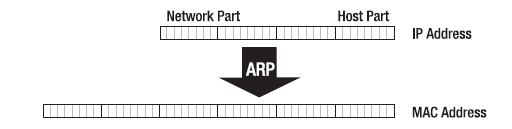 Network Part Host Part
IP Address
ARP
MAC Address